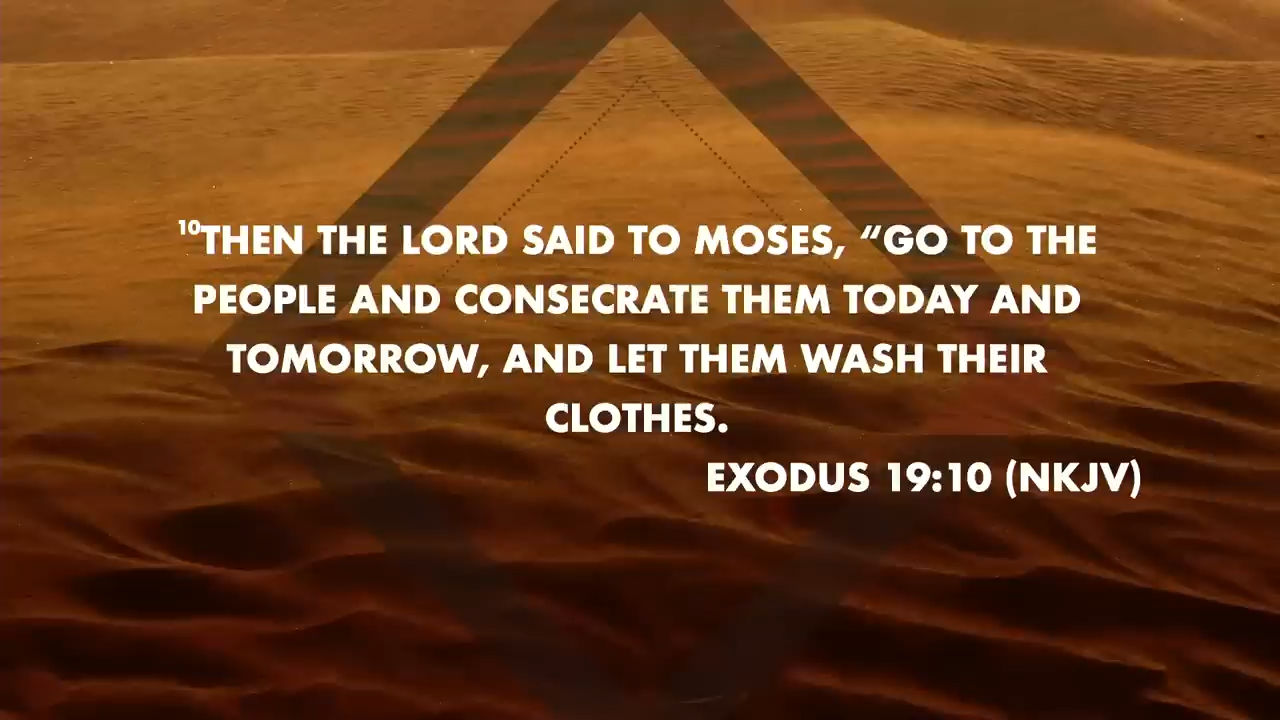 ¹⁰THEN THE LORD SAID TO MOSES, “GO TO THE
PEOPLE AND CONSECRATE THEM TODAY AND
TOMORROW, AND LET THEM WASH THEIR
CLOTHES.
EXODUS 19:10 (NKJV)